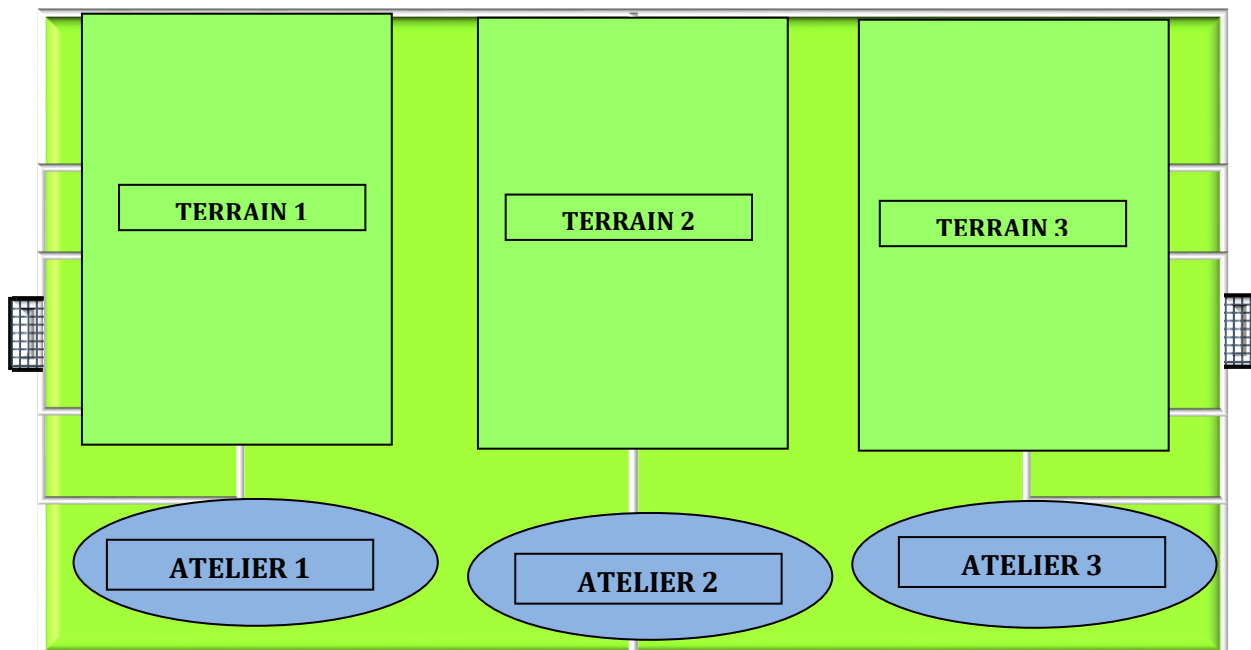 TERRAIN 1
TERRAIN 2
TERRAIN 3
ATELIER 1
ATELIER 2
ATELIER 3